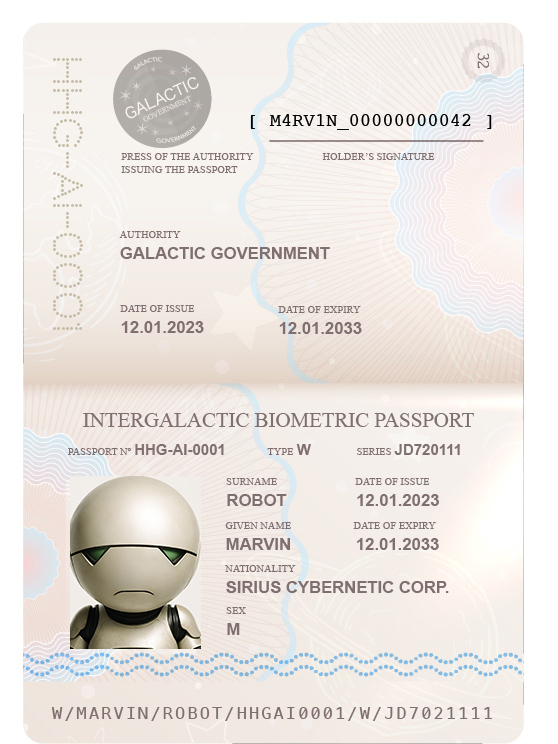 HHG-AI-0001
GALACTIC
GALACTIC
GOVERNMENT
GOVERNMENT
32
[ M4RV1N_00000000042 ]
PRESS OF THE AUTHORITY
ISSUING THE PASSPORT
HOLDER'S SIGNATURE
AUTHORITY
GALACTIC GOVERNMENT
DATE OF ISSUE DATE OF EXPIRY
12.01.2023 12.01.2033
INTERGALACTIC BIOMETRIC PASSPORT
PASSPORT Nº HHG-AI-0001 TYPE W SERIES JD720111
SURNAME DATE OF ISSUE
ROBOT 12.01.2023
GIVEN NAME DATE OF EXPIRY
MARVIN 12.01.2033
NATIONALITY
SIRIUS CYBERNETIC CORP.
SEX
M
W/MARVIN/ROBOT/HHGAI0001/W/JD7021111